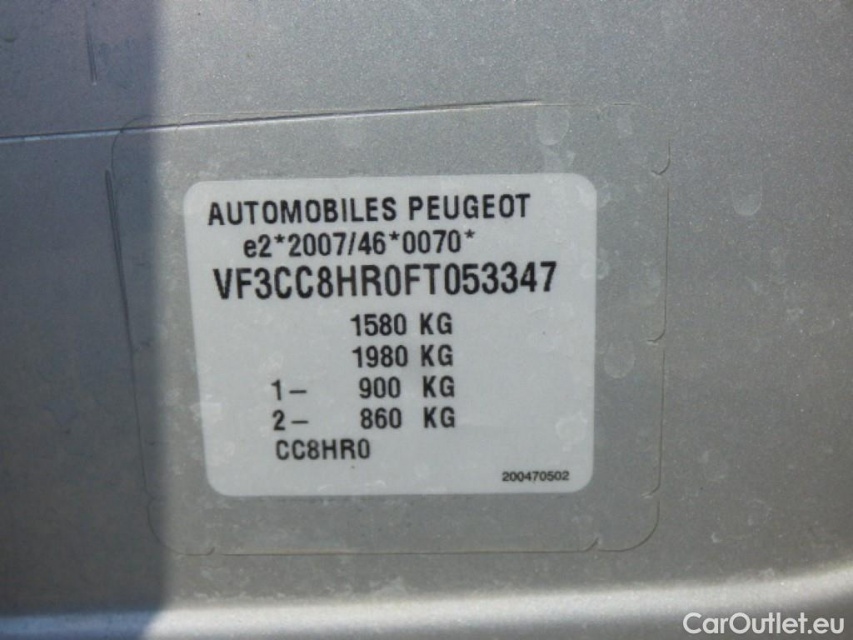 AUTOMOBILES PEUGEOT
e2*2007/46*0070*
VF3CC8HR0FT053347
1580 KG
1980 KG
1- 900 KG
2- 860 KG
CC8HR0
200470502
CarOutlet.eu